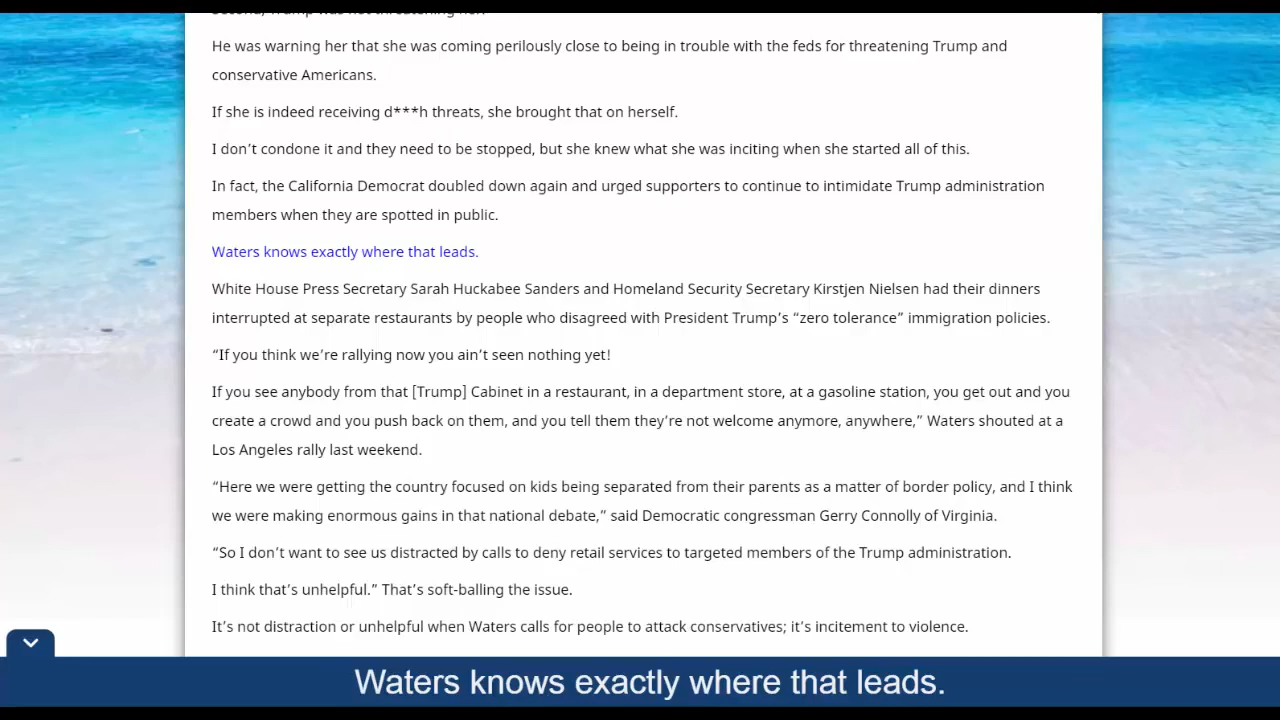 Second, Trump was not threatening her.
He was warning her that she was coming perilously close to being in trouble with the feds for threatening Trump and
conservative Americans.
If she is indeed receiving d***h threats, she brought that on herself.
I don’t condone it and they need to be stopped, but she knew what she was inciting when she started all of this.
In fact, the California Democrat doubled down again and urged supporters to continue to intimidate Trump administration
members when they are spotted in public.
Waters knows exactly where that leads.
White House Press Secretary Sarah Huckabee Sanders and Homeland Security Secretary Kirstjen Nielsen had their dinners
interrupted at separate restaurants by people who disagreed with President Trump’s “zero tolerance” immigration policies.
“If you think we’re rallying now you ain’t seen nothing yet!
If you see anybody from that [Trump] Cabinet in a restaurant, in a department store, at a gasoline station, you get out and you
create a crowd and you push back on them, and you tell them they’re not welcome anymore, anywhere,” Waters shouted at a
Los Angeles rally last weekend.
“Here we were getting the country focused on kids being separated from their parents as a matter of border policy, and I think
we were making enormous gains in that national debate,” said Democratic congressman Gerry Connolly of Virginia.
“So I don’t want to see us distracted by calls to deny retail services to targeted members of the Trump administration.
I think that’s unhelpful.” That’s soft-balling the issue.
It’s not distraction or unhelpful when Waters calls for people to attack conservatives; it’s incitement to violence.
Waters knows exactly where that leads.